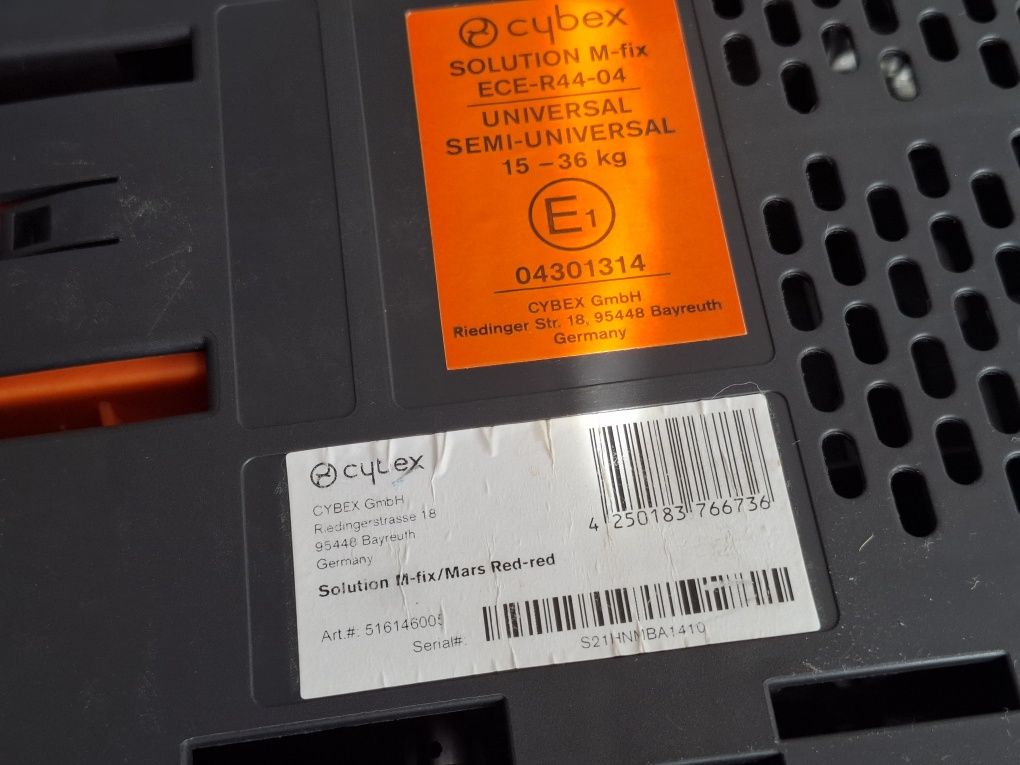 cybex
SOLUTION M-fix
ECE-R44-04
UNIVERSAL
SEMI-UNIVERSAL
15 – 36 kg
E1
04301314
CYBEX GmbH
Riedinger Str. 18, 95448 Bayreuth
Germany
cybex
CYBEX GmbH
Riedingerstrasse 18
95448 Bayreuth
Germany
4 250183 766736
Solution M-fix/Mars Red-red
Art.#: 516146005
Serial#:
S21HNMBA1410